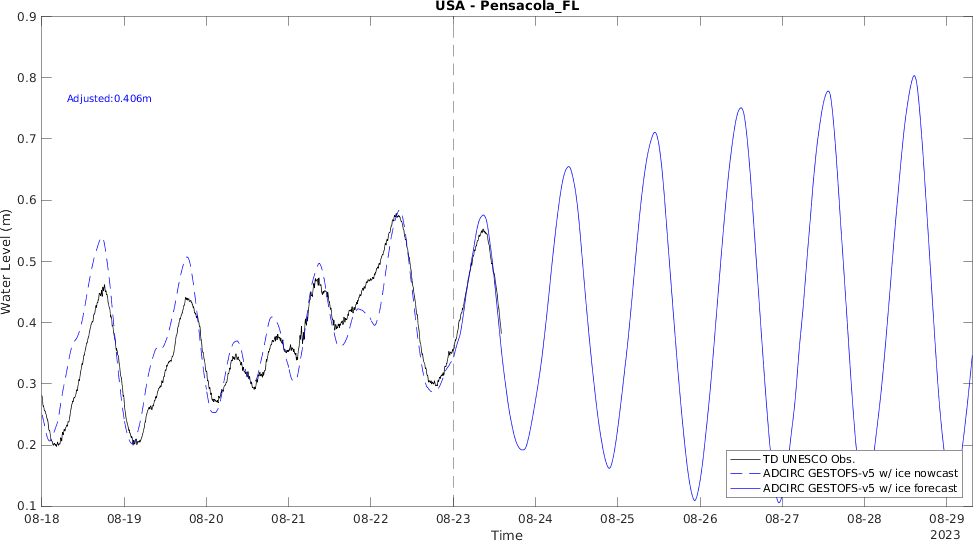 USA - Pensacola_FL
0.9
0.8
0.7
0.6
0.5
0.4
0.3
0.2
0.1
Water Level (m)
Adjusted:0.406m
TD UNESCO Obs.
ADCIRC GESTOFS-v5 w/ ice nowcast
ADCIRC GESTOFS-v5 w/ ice forecast
08-18 08-19 08-20 08-21 08-22 08-23 08-24 08-25 08-26 08-27 08-28 08-29
Time
2023